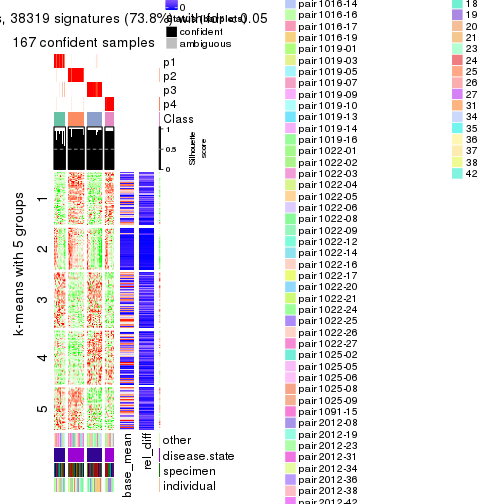 0
, 38319 signatures (73.8%) with fdr < 0.05
confident
ambiguous
167 confident samples
p1
p2
p3
p4
Class
1
0.5
0
Silhouette
score
k-means with 5 groups
1
2
3
4
5
base_mean
rel_diff
other
disease.state
specimen
individual
pair1016-14
pair1016-16
pair1016-17
pair1016-19
pair1019-01
pair1019-03
pair1019-05
pair1019-07
pair1019-09
pair1019-10
pair1019-13
pair1019-14
pair1019-16
pair1022-01
pair1022-02
pair1022-03
pair1022-04
pair1022-05
pair1022-06
pair1022-08
pair1022-09
pair1022-12
pair1022-14
pair1022-16
pair1022-17
pair1022-20
pair1022-21
pair1022-24
pair1022-25
pair1022-26
pair1022-27
pair1025-02
pair1025-05
pair1025-06
pair1025-08
pair1025-09
pair1091-15
pair2012-08
pair2012-19
pair2012-23
pair2012-31
pair2012-34
pair2012-36
pair2012-38
pair2012-42
18
19
20
21
23
24
25
26
27
31
34
35
36
37
38
42